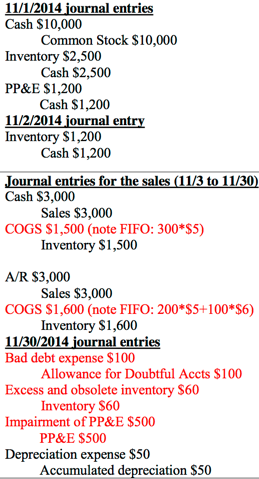 11/1/2014 journal entries
Cash $10,000
Common Stock $10,000
Inventory $2,500
Cash $2,500
PP&E $1,200
Cash $1,200
11/2/2014 journal entry
Inventory $1,200
Cash $1,200
Journal entries for the sales (11/3 to 11/30)
Cash $3,000
Sales $3,000
COGS $1,500 (note FIFO: 300*$5)
Inventory $1,500
A/R $3,000
Sales $3,000
COGS $1,600 (note FIFO: 200*$5+100*$6)
Inventory $1,600
11/30/2014 journal entries
Bad debt expense $100
Allowance for Doubtful Accts $100
Excess and obsolete inventory $60
Inventory $60
Impairment of PP&E $500
PP&E $500
Depreciation expense $50
Accumulated depreciation $50